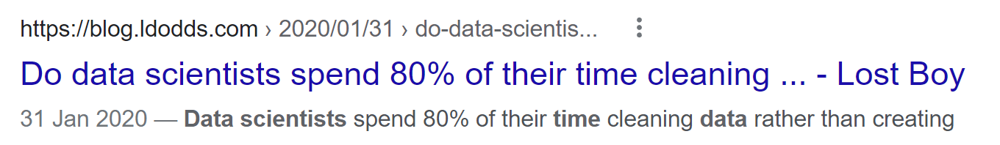 https://blog.ldodds.com › 2020/01/31 › do-data-scientis...
Do data scientists spend 80% of their time cleaning ... - Lost Boy
31 Jan 2020 — Data scientists spend 80% of their time cleaning data rather than creating